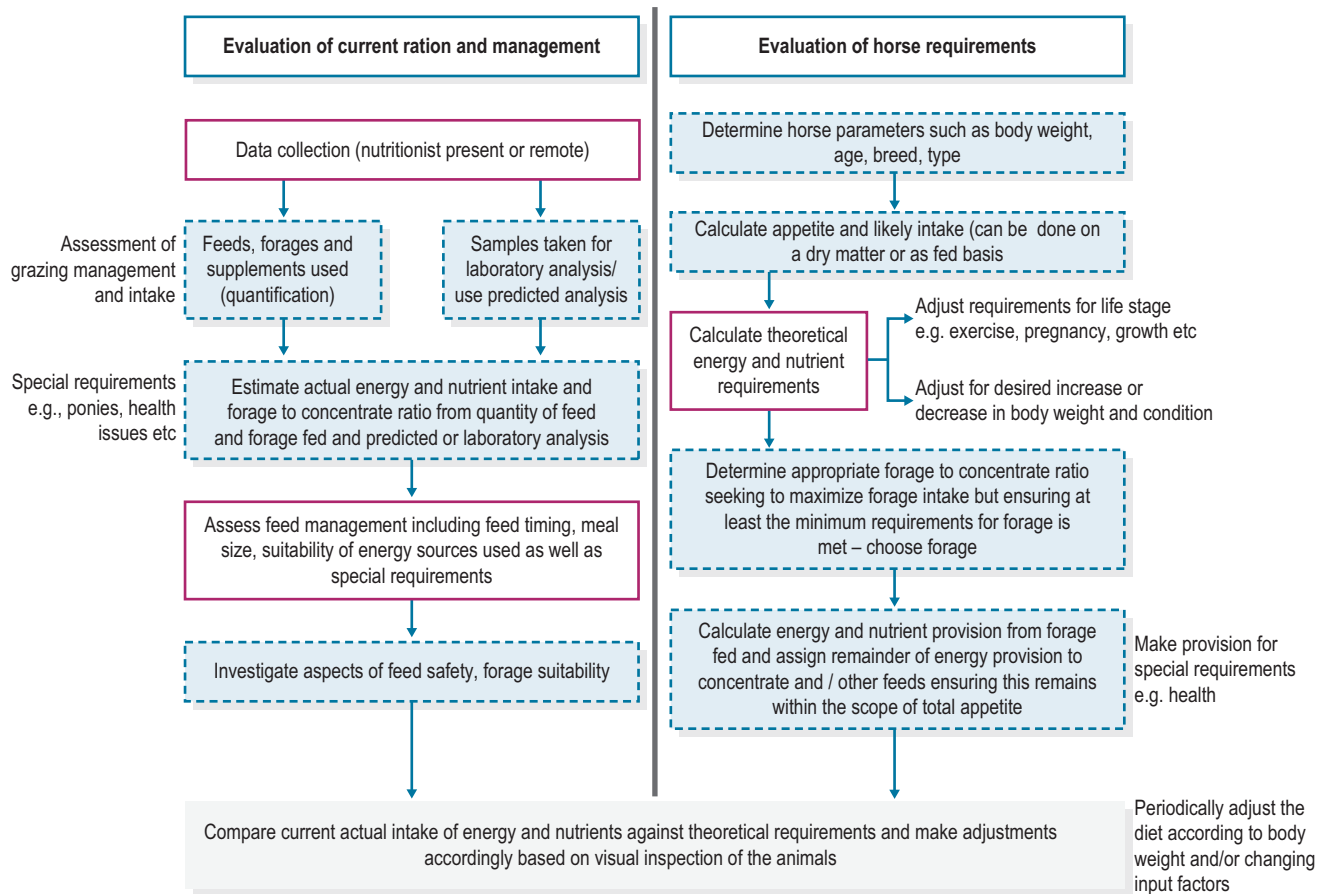 Evaluation of current ration and management
Data collection (nutritionist present or remote)
Assessment of
grazing management
and intake
Feeds, forages and
supplements used
(quantification)
Samples taken for
laboratory analysis/
use predicted analysis
Special requirements
e.g., ponies, health
issues etc
Estimate actual energy and nutrient intake and
forage to concentrate ratio from quantity of feed
and forage fed and predicted or laboratory analysis
Assess feed management including feed timing, meal
size, suitability of energy sources used as well as
special requirements
Investigate aspects of feed safety, forage suitability
Evaluation of horse requirements
Determine horse parameters such as body weight,
age, breed, type
Calculate appetite and likely intake (can be done on
a dry matter or as fed basis
Calculate theoretical
energy and nutrient
requirements
Adjust requirements for life stage
e.g. exercise, pregnancy, growth etc
Adjust for desired increase or
decrease in body weight and condition
Determine appropriate forage to concentrate ratio
seeking to maximize forage intake but ensuring at
least the minimum requirements for forage is
met – choose forage
Calculate energy and nutrient provision from forage
fed and assign remainder of energy provision to
concentrate and / other feeds ensuring this remains
within the scope of total appetite
Make provision for
special requirements
e.g. health
Compare current actual intake of energy and nutrients against theoretical requirements and make adjustments
accordingly based on visual inspection of the animals
Periodically adjust the
diet according to body
weight and/or changing
input factors